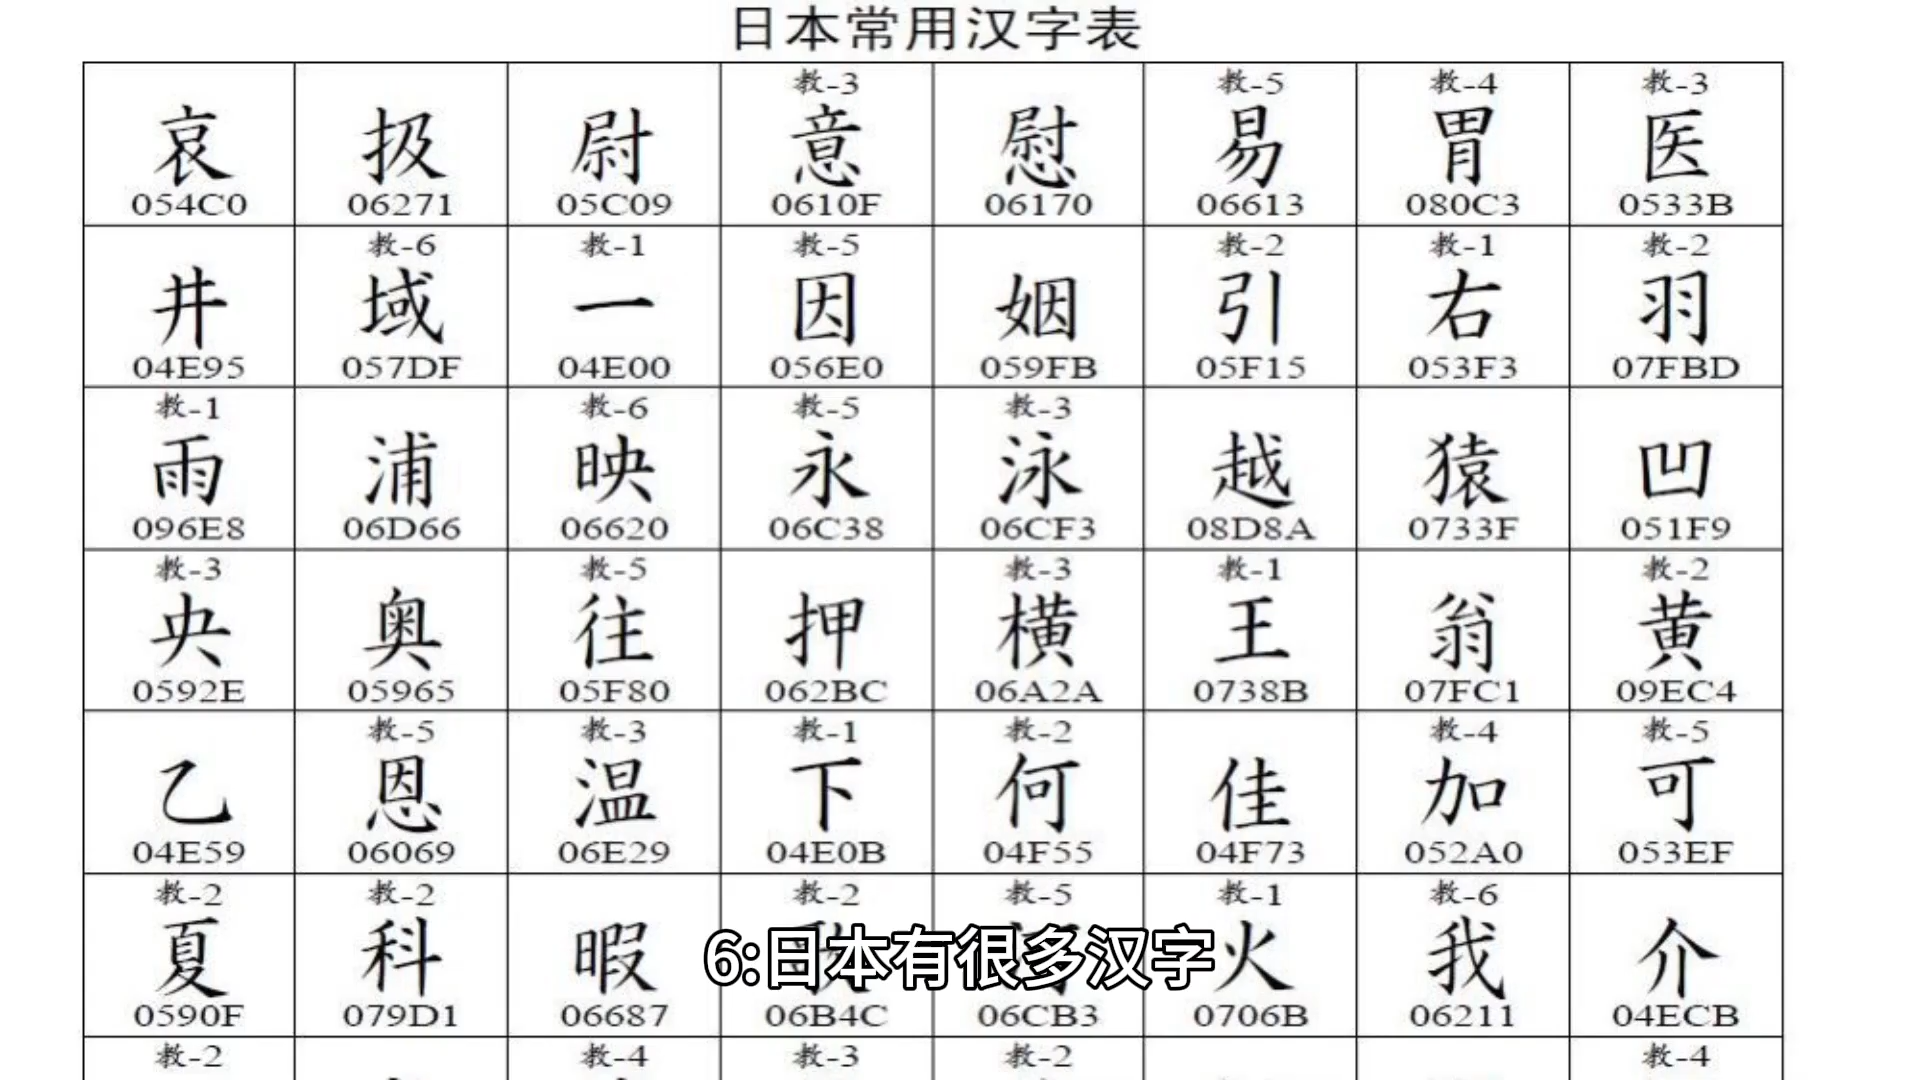 日本常用汉字表
教-3 教-5 教-4 教-3
哀 扱 尉 意 慰 易 胃 医
054C0 06271 05C09 0610F 06170 06613 080C3 0533B
教-6 教-1 教-5 教-2 教-1 教-2
井 域 一 因 姻 引 右 羽
04E95 057DF 04E00 056E0 059FB 05F15 053F3 07FBD
教-1 教-6 教-5 教-3
雨 浦 映 永 泳 越 猿 凹
096E8 06D66 06620 06C38 06CF3 08D8A 0733F 051F9
教-3 教-5 教-3 教-1 教-2
央 奥 往 押 横 王 翁 黄
0592E 05965 05F80 062BC 06A2A 0738B 07FC1 09EC4
教-5 教-3 教-1 教-2 教-4 教-5
乙 恩 温 下 何 佳 加 可
04E59 06069 06E29 04E0B 04F55 04F73 052A0 053EF
教-2 教-2 教-2 教-5 教-1 教-6
夏 科 暇 火 我 介
6:日本有很多汉字
0590F 079D1 06687 06B4C 06CB3 0706B 06211 04ECB
教-2 教-4 教-3 教-2 教-4